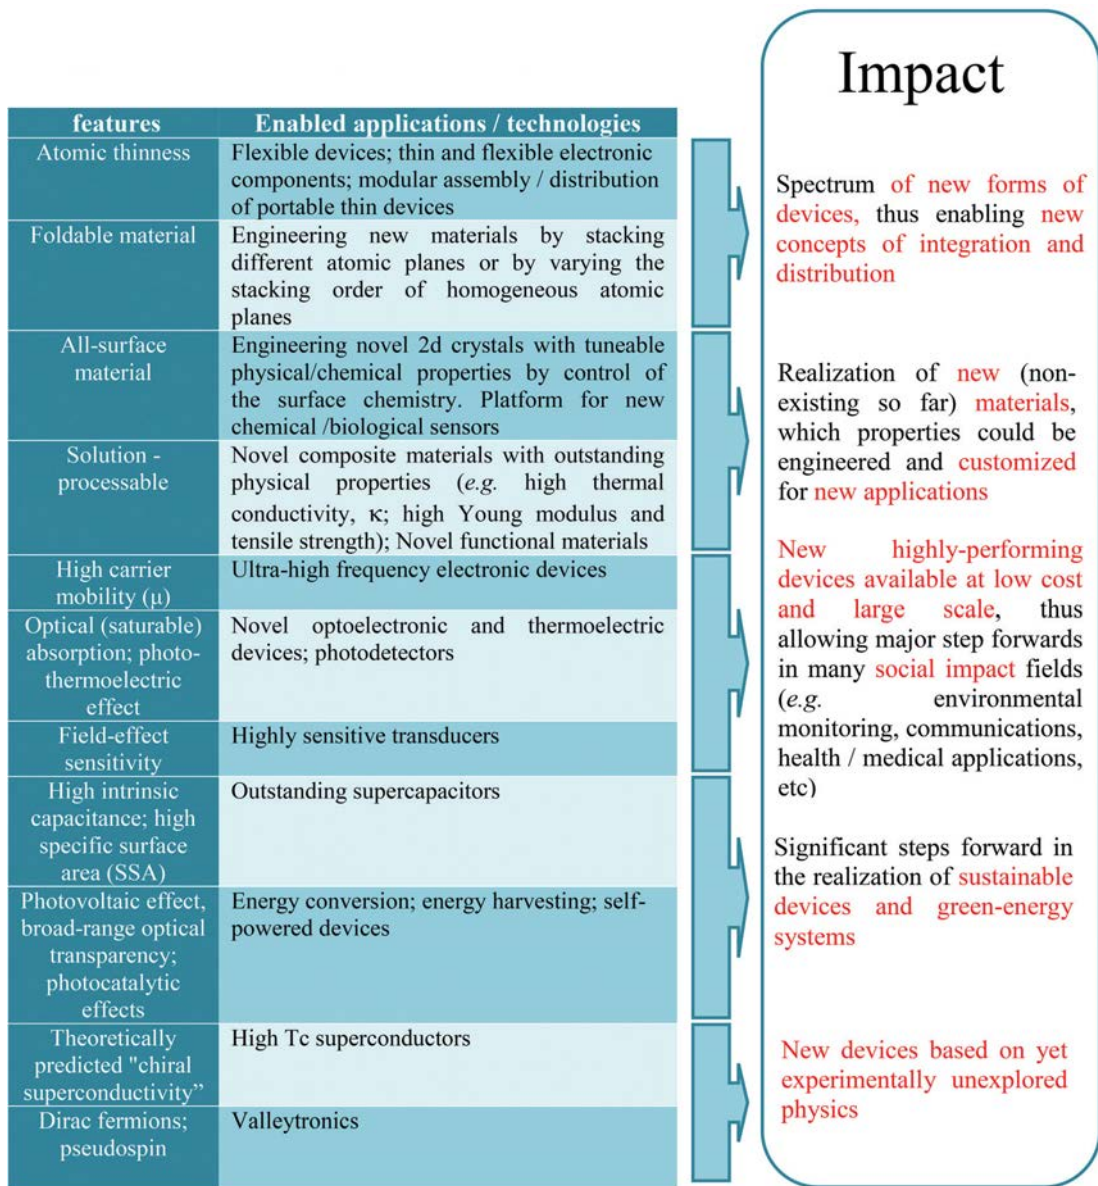 Impact
features
Enabled applications / technologies
Atomic thinness
Flexible devices; thin and flexible electronic
components; modular assembly / distribution
of portable thin devices
Foldable material
Engineering new materials by stacking
different atomic planes or by varying the
stacking order of homogeneous atomic
planes
Spectrum of new forms of
devices, thus enabling new
concepts of integration and
distribution
All-surface
material
Engineering novel 2d crystals with tuneable
physical/chemical properties by control of
the surface chemistry. Platform for new
chemical /biological sensors
Solution -
processable
Novel composite materials with outstanding
physical properties (e.g. high thermal
conductivity, κ; high Young modulus and
tensile strength); Novel functional materials
Realization of new (non-
existing so far) materials,
which properties could be
engineered and customized
for new applications
High carrier
mobility (μ)
Ultra-high frequency electronic devices
Optical (saturable)
absorption; photo-
thermoelectric
effect
Novel optoelectronic and thermoelectric
devices; photodetectors
Field-effect
sensitivity
Highly sensitive transducers
New highly-performing
devices available at low cost
and large scale, thus
allowing major step forwards
in many social impact fields
(e.g. environmental
monitoring, communications,
health / medical applications,
etc)
High intrinsic
capacitance; high
specific surface
area (SSA)
Outstanding supercapacitors
Photovoltaic effect,
broad-range optical
transparency;
photocatalytic
effects
Energy conversion; energy harvesting; self-
powered devices
Significant steps forward in
the realization of sustainable
devices and green-energy
systems
Theoretically
predicted "chiral
superconductivity”
High Tc superconductors
Dirac fermions;
pseudospin
Valleytronics
New devices based on yet
experimentally unexplored
physics